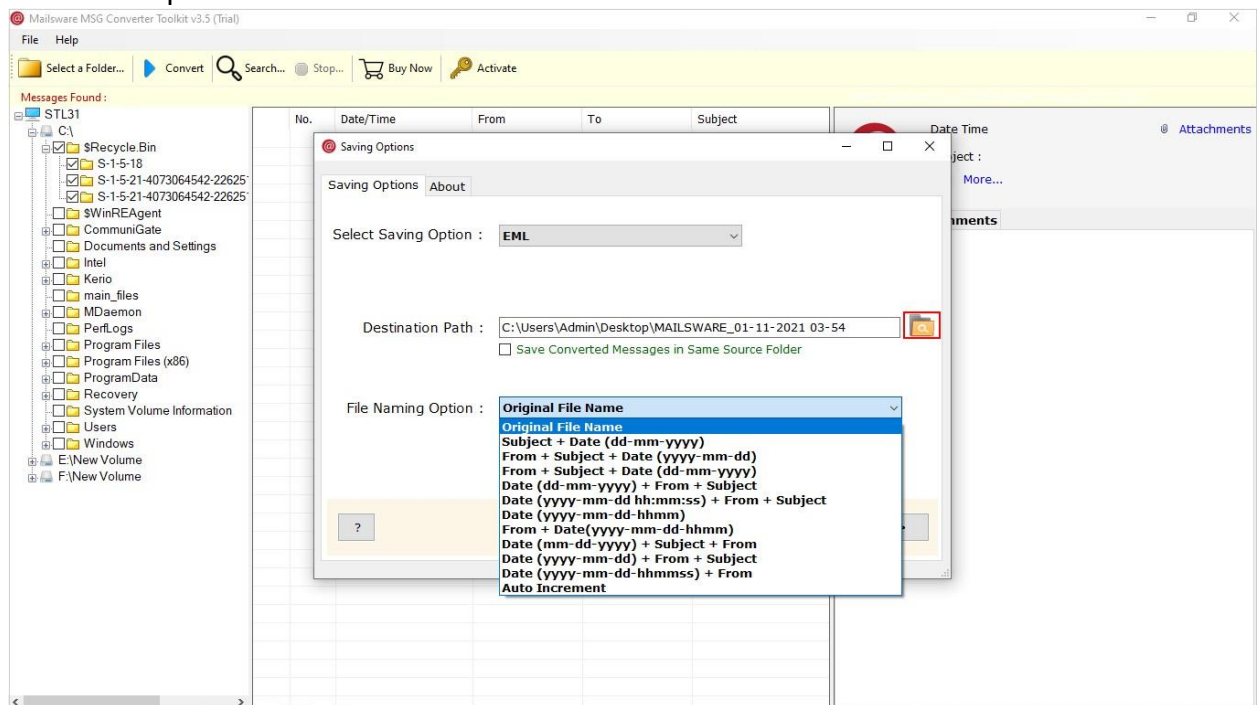 Mailsware MSG Converter Toolkit v3.5 (Trial)
File Help
Select a Folder... Convert Search... Stop... Buy Now Activate
Messages Found :
STL31
C:\
$Recycle.Bin
S-1-5-18
S-1-5-21-4073064542-22625
S-1-5-21-4073064542-22625
$WinREAgent
CommuniGate
Documents and Settings
Intel
Kerio
main_files
MDaemon
PerfLogs
Program Files
Program Files (x86)
ProgramData
Recovery
System Volume Information
Users
Windows
E:\New Volume
F:\New Volume
No. Date/Time From To Subject
Date Time Attachments
ject :
More...
Saving Options
Saving Options About
Select Saving Option : EML
Destination Path : C:\Users\Admin\Desktop\MAILSWARE_01-11-2021 03-54
Save Converted Messages in Same Source Folder
File Naming Option : Original File Name
Original File Name
Subject + Date (dd-mm-yyyy)
From + Subject + Date (yyyy-mm-dd)
From + Subject + Date (dd-mm-yyyy)
Date (dd-mm-yyyy) + From + Subject
Date (yyyy-mm-dd hh:mm:ss) + From + Subject
Date (yyyy-mm-dd-hhmm)
From + Date(yyyy-mm-dd-hhmm)
Date (mm-dd-yyyy) + Subject + From
Date (yyyy-mm-dd) + From + Subject
Date (yyyy-mm-dd-hhmmss) + From
Auto Increment
?